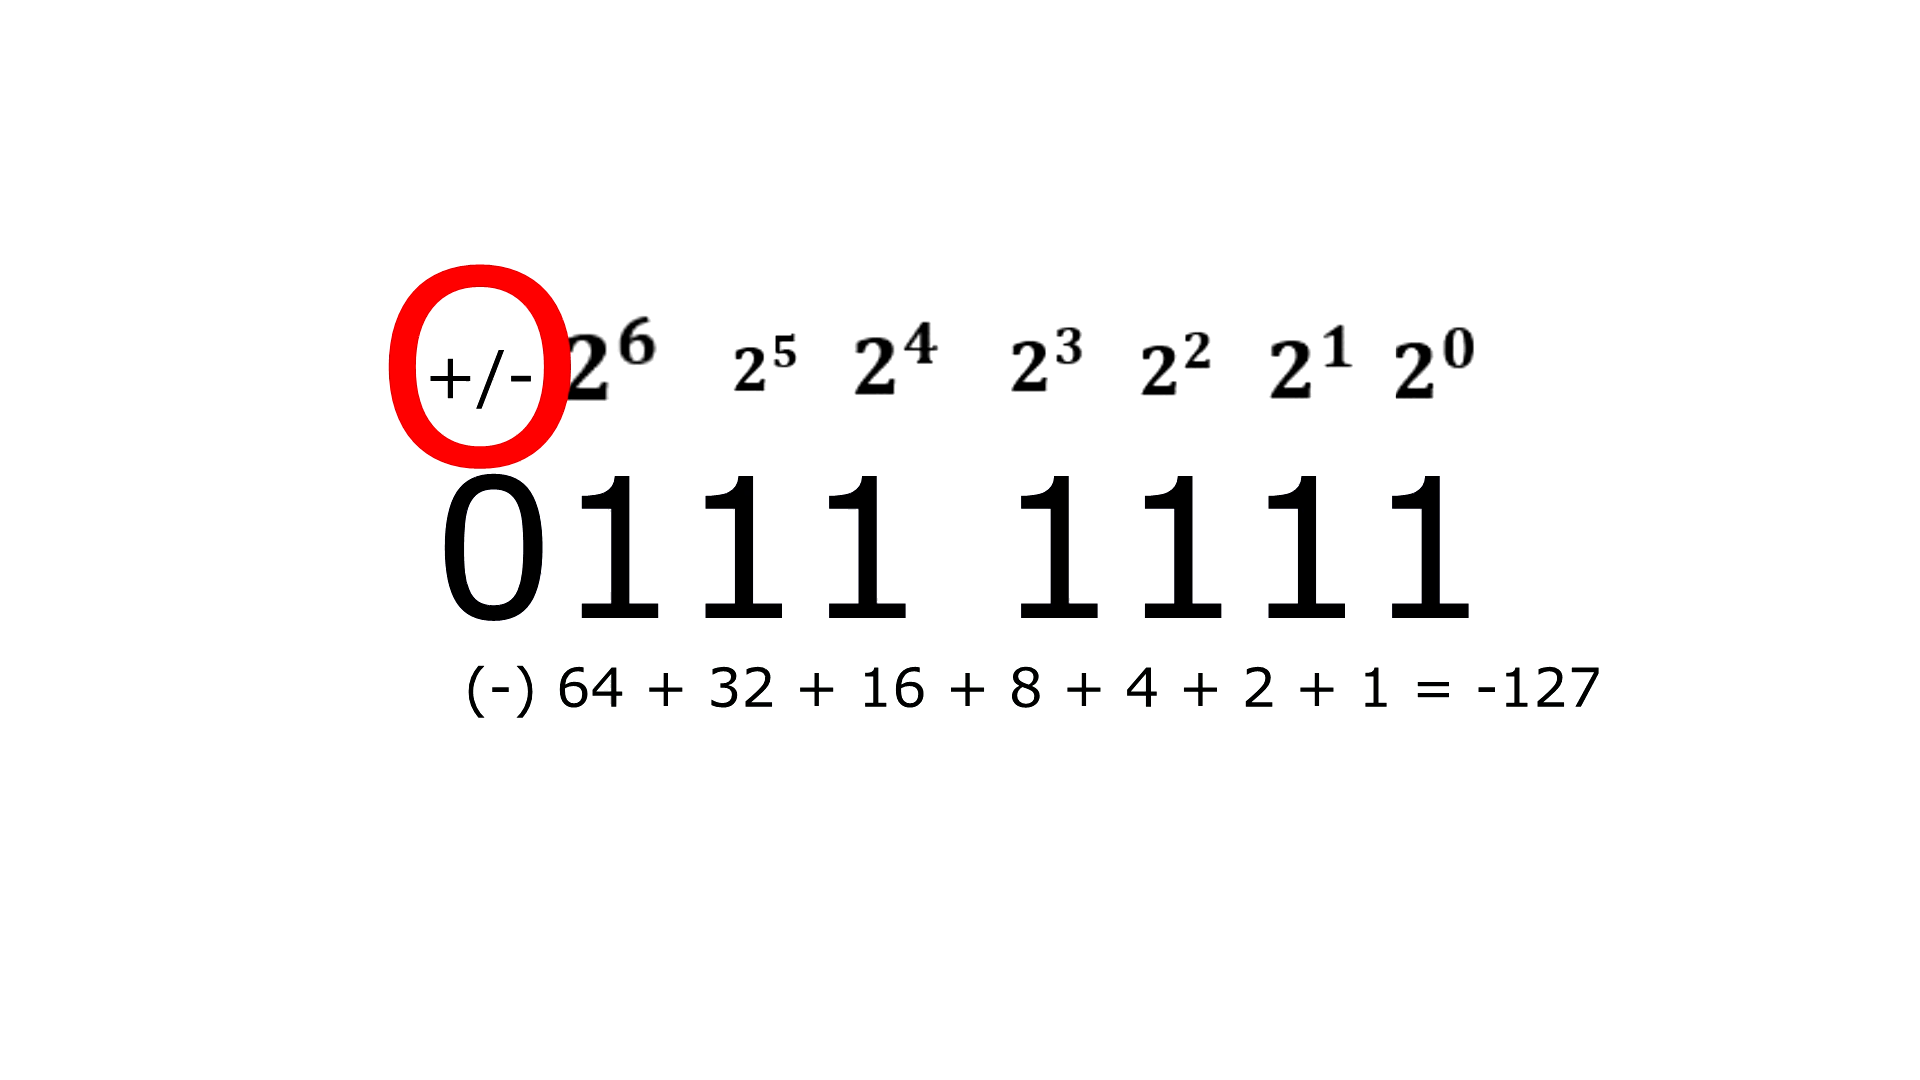 +/- 2⁶ 2⁵ 2⁴ 2³ 2² 2¹ 2⁰
0111 1111
(-) 64 + 32 + 16 + 8 + 4 + 2 + 1 = -127